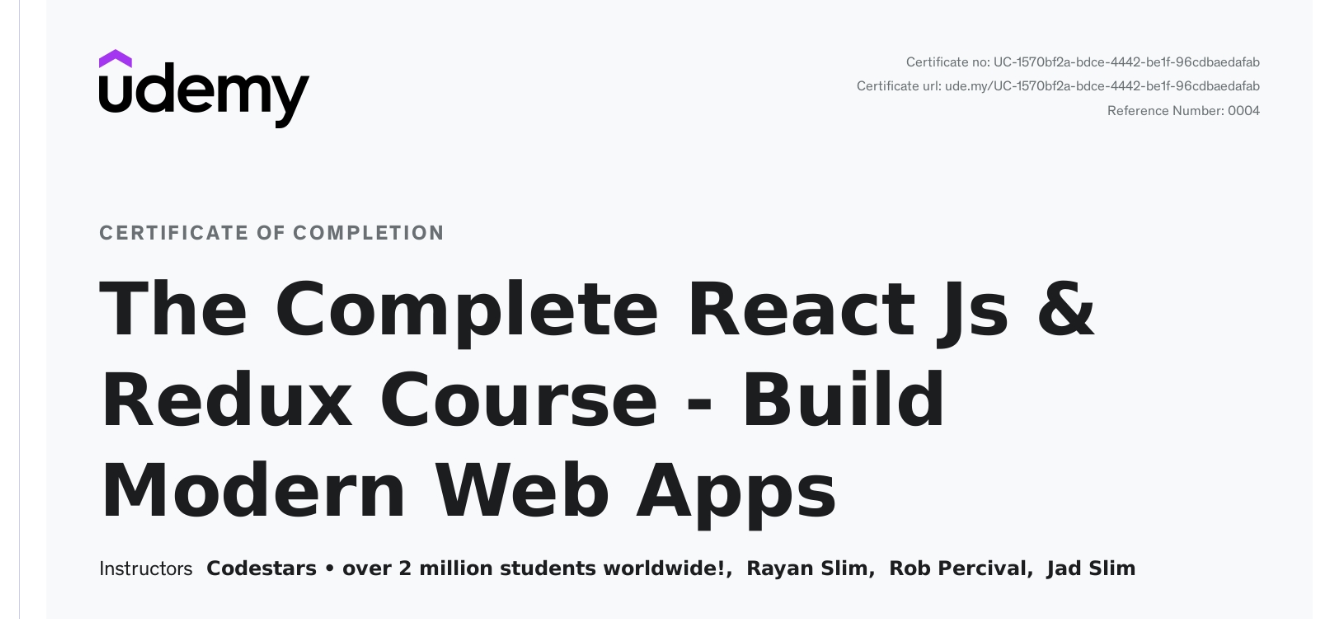 udemy
Certificate no: UC-1570bf2a-bdce-4442-be1f-96cdbaedafab
Certificate url: ude.my/UC-1570bf2a-bdce-4442-be1f-96cdbaedafab
Reference Number: 0004
CERTIFICATE OF COMPLETION
The Complete React Js &
Redux Course - Build
Modern Web Apps
Instructors Codestars • over 2 million students worldwide!, Rayan Slim, Rob Percival, Jad Slim